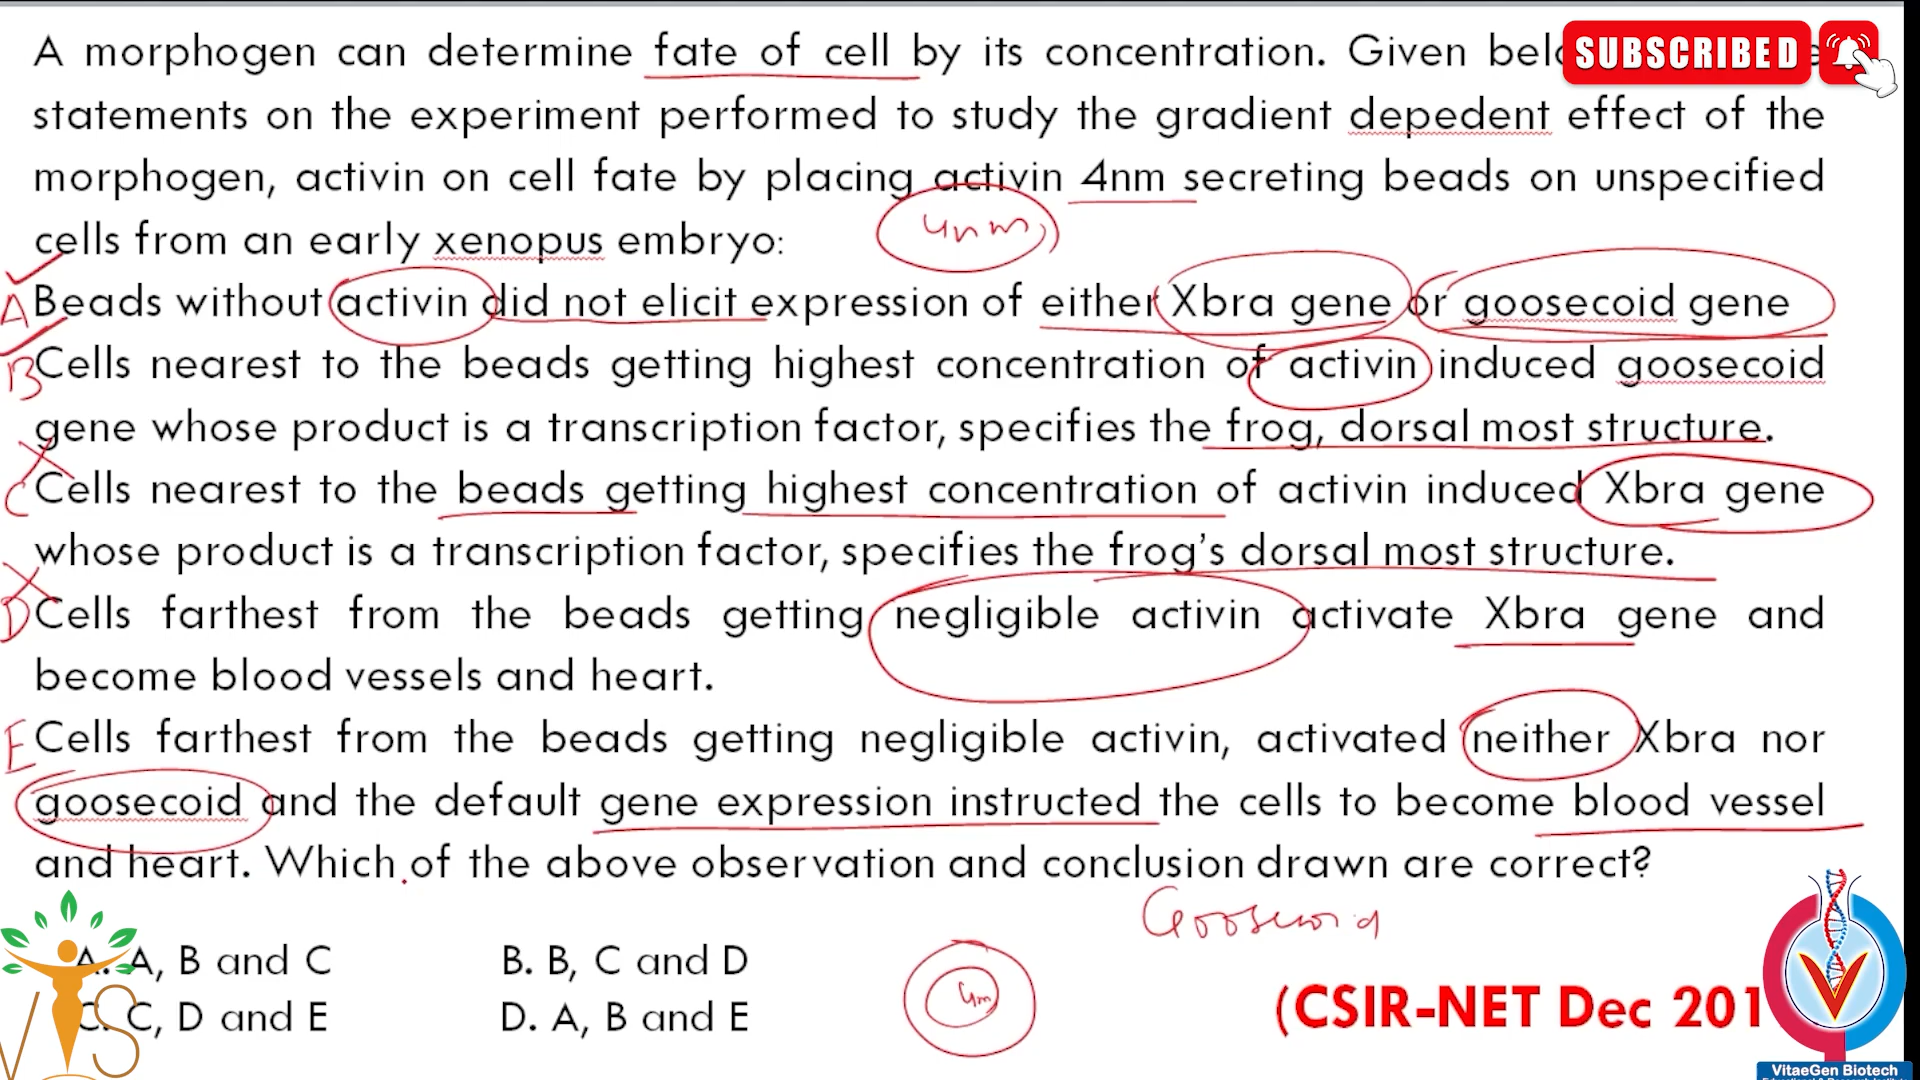 A morphogen can determine fate of cell by its concentration. Given
SUBSCRIBED
statements on the experiment performed to study the gradient depedent effect of the
morphogen, activin on cell fate by placing activin 4nm secreting beads on unspecified
4nm
cells from an early xenopus embryo:
A Beads without activin did not elicit expression of either Xbra gene or goosecoid gene
B Cells nearest to the beads getting highest concentration of activin induced goosecoid
gene whose product is a transcription factor, specifies the frog, dorsal most structure.
C Cells nearest to the beads getting highest concentration of activin induced Xbra gene
whose product is a transcription factor, specifies the frog's dorsal most structure.
D Cells farthest from the beads getting negligible activin activate Xbra gene and
become blood vessels and heart.
E Cells farthest from the beads getting negligible activin, activated neither Xbra nor
goosecoid and the default gene expression instructed the cells to become blood vessel
and heart. Which of the above observation and conclusion drawn are correct?
Goosecoid
A. A, B and C B. B, C and D
C. C, D and E D. A, B and E
(CSIR-NET Dec 201
VS
V
VitaeGen Biotech